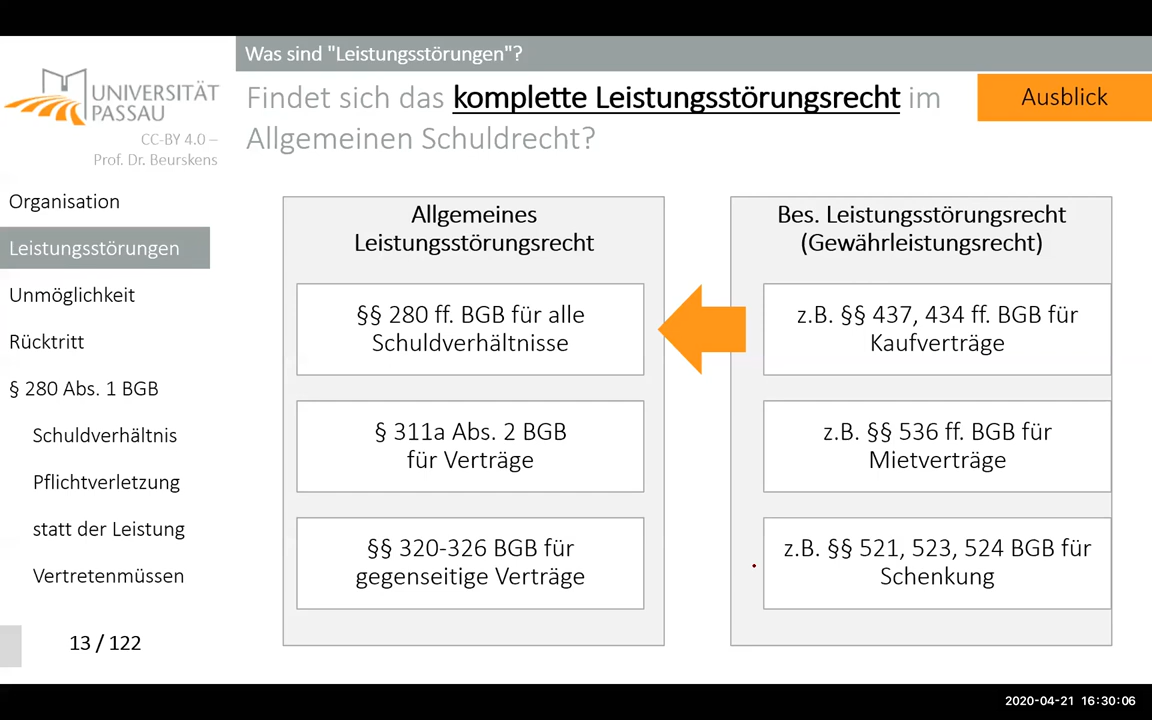 Was sind "Leistungsstörungen"?
UNIVERSITÄT
PASSAU
CC-BY 4.0 –
Prof. Dr. Beurskens
Findet sich das komplette Leistungsstörungsrecht im
Allgemeinen Schuldrecht?
Ausblick
Organisation
Leistungsstörungen
Unmöglichkeit
Rücktritt
§ 280 Abs. 1 BGB
Schuldverhältnis
Pflichtverletzung
statt der Leistung
Vertretenmüssen
13 / 122
Allgemeines
Leistungsstörungsrecht
§§ 280 ff. BGB für alle
Schuldverhältnisse
§ 311a Abs. 2 BGB
für Verträge
§§ 320-326 BGB für
gegenseitige Verträge
Bes. Leistungsstörungsrecht
(Gewährleistungsrecht)
z.B. §§ 437, 434 ff. BGB für
Kaufverträge
z.B. §§ 536 ff. BGB für
Mietverträge
z.B. §§ 521, 523, 524 BGB für
Schenkung
2020-04-21 16:30:06